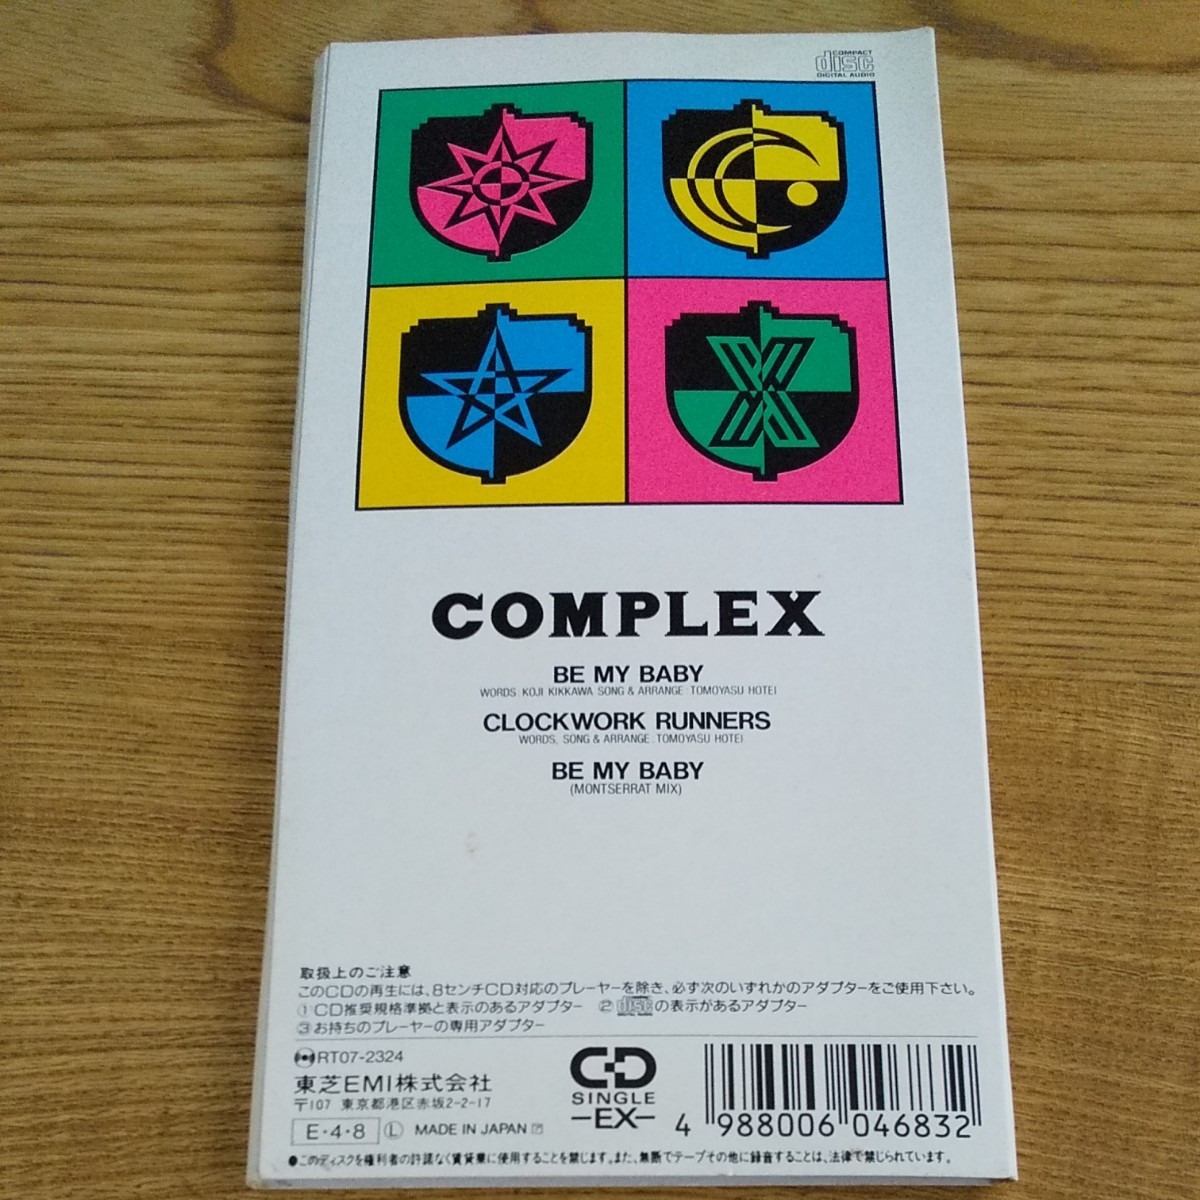 COMPACT
disc
DIGITAL AUDIO
COMPLEX
BE MY BABY
WORDS: KOJI KIKKAWA SONG & ARRANGE: TOMOYASU HOTEI
CLOCKWORK RUNNERS
WORDS, SONG & ARRANGE: TOMOYASU HOTEI
BE MY BABY
(MONTSERRAT MIX)
取扱上のご注意
このCDの再生には、8センチCD対応のプレーヤーを除き、必ず次のいずれかのアダプターをご使用下さい。
①CD推奨規格準拠と表示のあるアダプター ②disc DIGITAL AUDIOの表示があるアダプター
③お持ちのプレーヤーの専用アダプター
RT07-2324
東芝EMI株式会社
〒107 東京都港区赤坂2-2-17
E・4・8 Ⓛ MADE IN JAPAN
CD
SINGLE
-EX-
4 988006 046832
●このディスクを権利者の許諾なく賃貸業に使用することを禁じます。また、無断でテープその他に録音することは、法律で禁じられています。